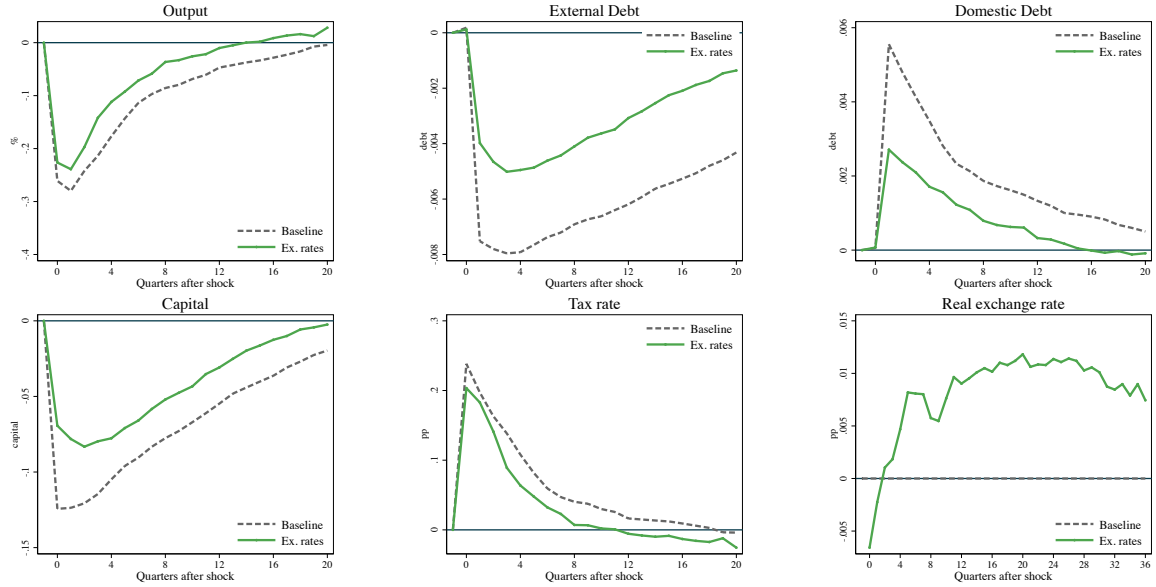 Output
%
0
-.1
-.2
-.3
-.4
Baseline
Ex. rates
0 4 8 12 16 20
Quarters after shock
External Debt
debt
0
-.002
-.004
-.006
-.008
Baseline
Ex. rates
0 4 8 12 16 20
Quarters after shock
Domestic Debt
debt
.006
.004
.002
0
Baseline
Ex. rates
0 4 8 12 16 20
Quarters after shock
Capital
capital
0
-.05
-.1
-.15
Baseline
Ex. rates
0 4 8 12 16 20
Quarters after shock
Tax rate
pp
.3
.2
.1
0
Baseline
Ex. rates
0 4 8 12 16 20
Quarters after shock
Real exchange rate
pp
.015
.01
.005
0
-.005
Baseline
Ex. rates
0 4 8 12 16 20 24 28 32 36
Quarters after shock